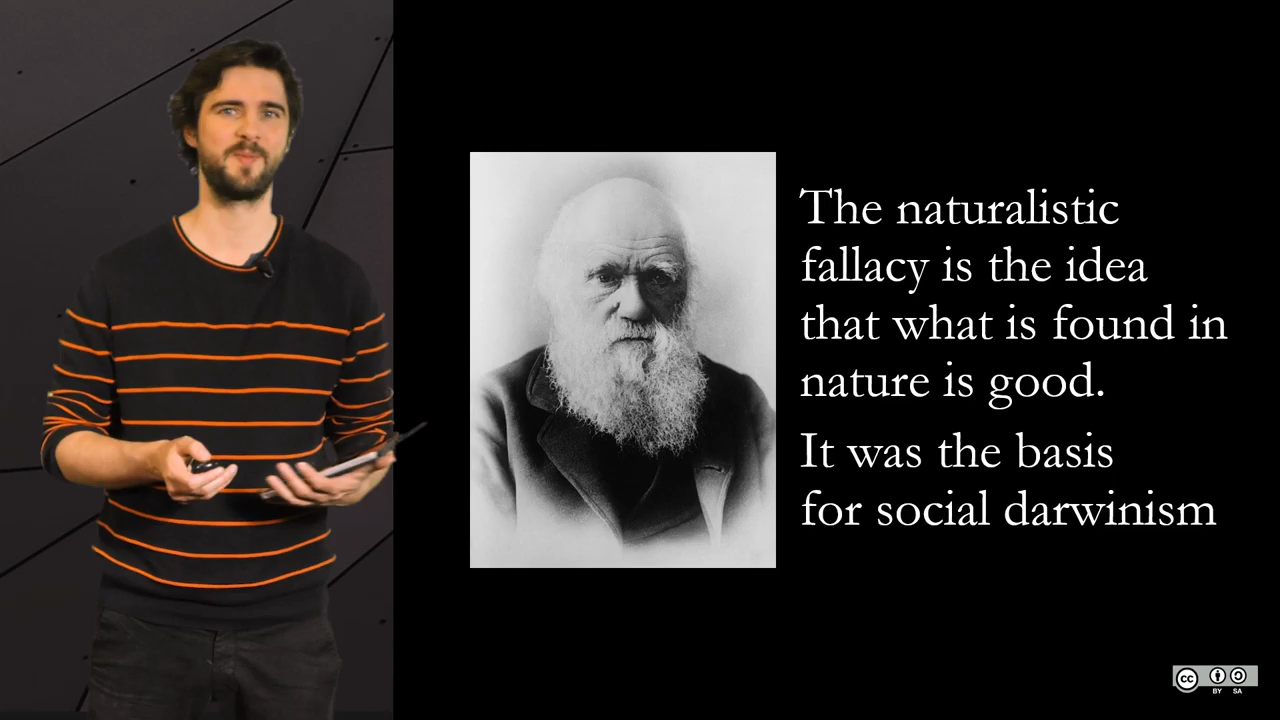 The naturalistic
fallacy is the idea
that what is found in
nature is good.
It was the basis
for social darwinism
cc
BY SA